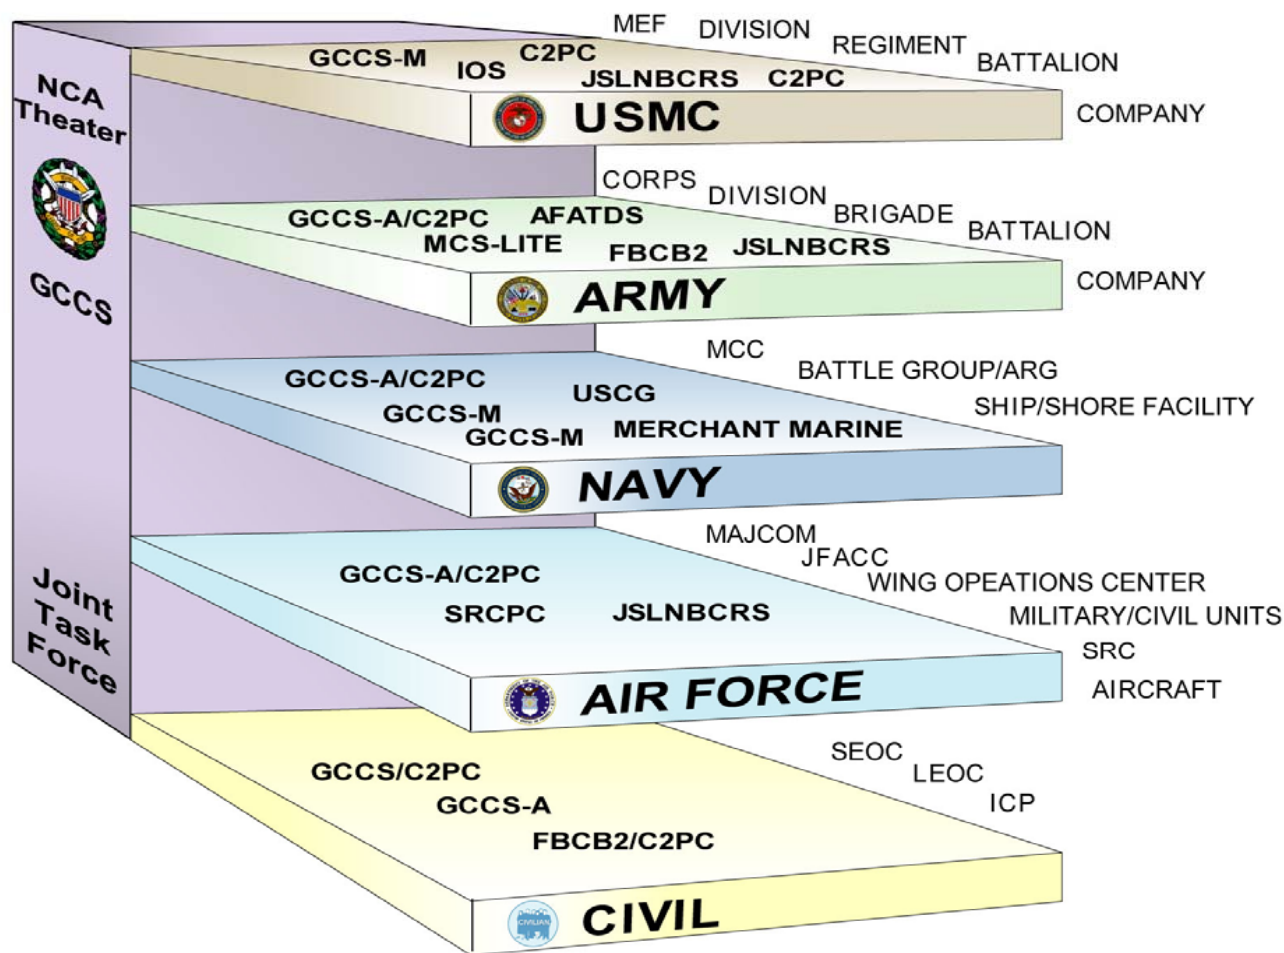 NCA
Theater
GCCS
Joint
Task
Force
MEF
DIVISION
REGIMENT
BATTALION
COMPANY
GCCS-M
IOS
C2PC
JSLNBCRS
C2PC
USMC
CORPS
DIVISION
BRIGADE
BATTALION
COMPANY
GCCS-A/C2PC
AFATDS
MCS-LITE
FBCB2
JSLNBCRS
ARMY
MCC
BATTLE GROUP/ARG
SHIP/SHORE FACILITY
GCCS-A/C2PC
USCG
GCCS-M
GCCS-M
MERCHANT MARINE
NAVY
MAJCOM
JFACC
WING OPEATIONS CENTER
MILITARY/CIVIL UNITS
SRC
AIRCRAFT
GCCS-A/C2PC
SRCPC
JSLNBCRS
AIR FORCE
SEOC
LEOC
ICP
GCCS/C2PC
GCCS-A
FBCB2/C2PC
CIVILIAN
CIVIL